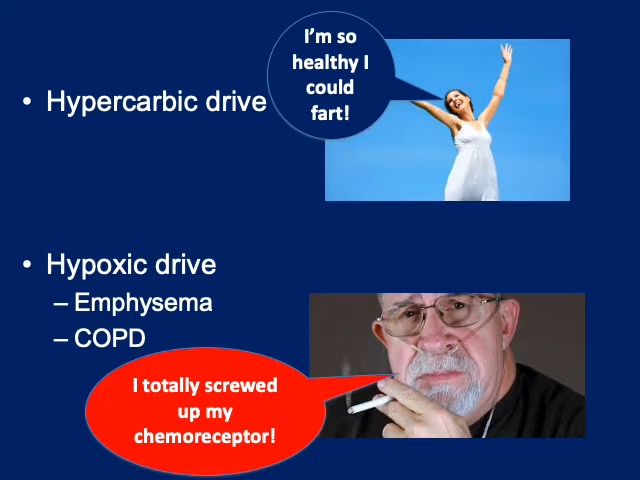 I'm so
healthy I
could
fart!
• Hypercarbic drive
• Hypoxic drive
– Emphysema
– COPD
I totally screwed
up my
chemoreceptor!